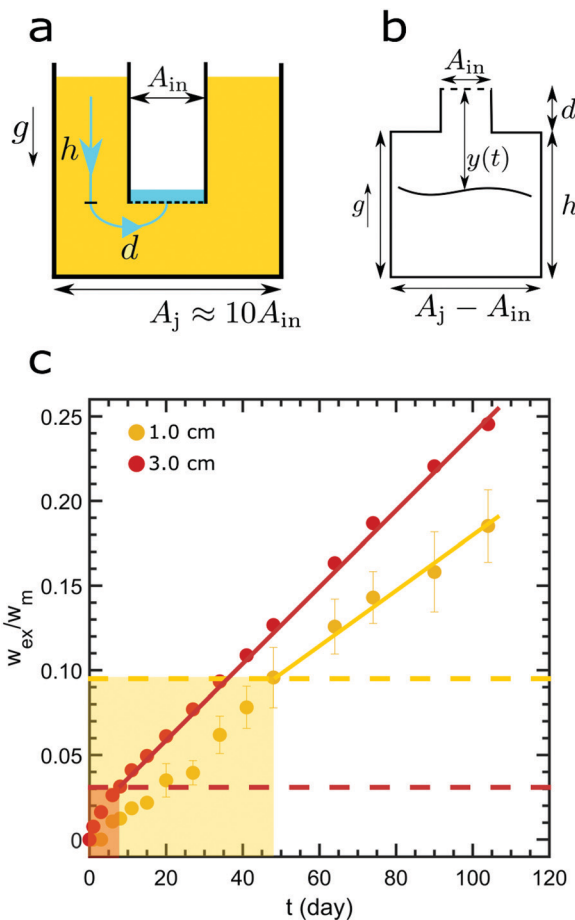 a
A_in
g
h
d
A_j ≈ 10A_in
b
A_in
d
y(t)
g
h
A_j − A_in
c
1.0 cm
3.0 cm
w_ex/w_m
0.25
0.20
0.15
0.10
0.05
0
0 20 40 60 80 100 120
t (day)